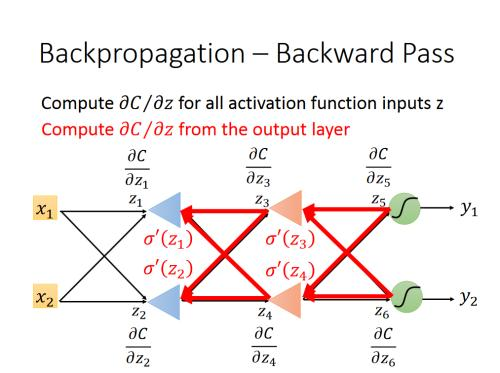 Backpropagation – Backward Pass
Compute ∂C/∂z for all activation function inputs z
Compute ∂C/∂z from the output layer
∂C/∂z₁ ∂C/∂z₃ ∂C/∂z₅
x₁ z₁ z₃ z₅ y₁
σ′(z₁) σ′(z₃)
σ′(z₂) σ′(z₄)
x₂ z₂ z₄ z₆ y₂
∂C/∂z₂ ∂C/∂z₄ ∂C/∂z₆